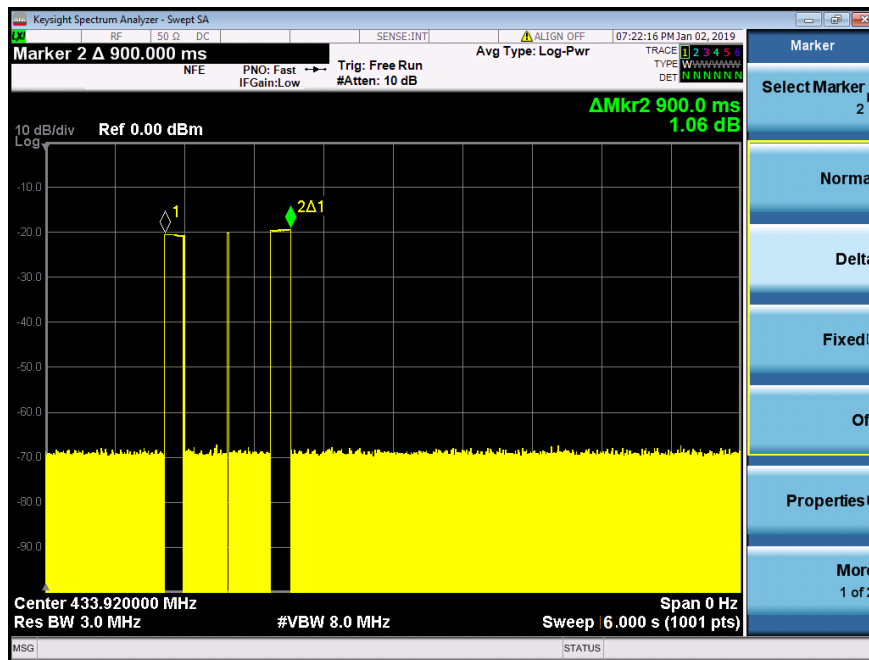 Keysight Spectrum Analyzer - Swept SA
LXI RF 50 Ω DC SENSE:INT ALIGN OFF 07:22:16 PM Jan 02, 2019
Marker 2 Δ 900.000 ms
NFE
PNO: Fast
IFGain:Low
Trig: Free Run
#Atten: 10 dB
Avg Type: Log-Pwr
TRACE 1 2 3 4 5 6
TYPE WWWWWW
DET N N N N N N
ΔMkr2 900.0 ms
1.06 dB
10 dB/div Ref 0.00 dBm
Log
-10.0
-20.0
-30.0
-40.0
-50.0
-60.0
-70.0
-80.0
-90.0
1
2Δ1
Center 433.920000 MHz Span 0 Hz
Res BW 3.0 MHz #VBW 8.0 MHz Sweep 6.000 s (1001 pts)
MSG STATUS
Marker
Select Marker
2
Norma
Delta
Fixed
Of
Properties
More
1 of 2